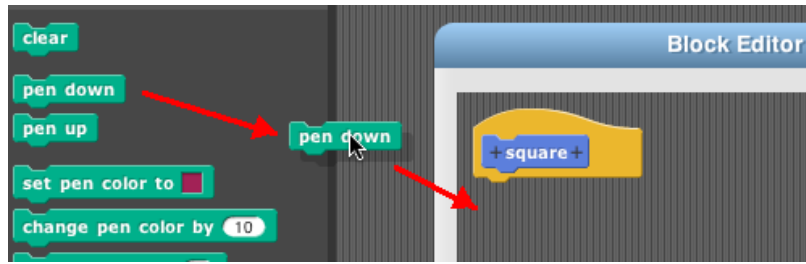 clear
pen down
pen up
set pen color to
change pen color by 10
pen down
Block Editor
+ square +